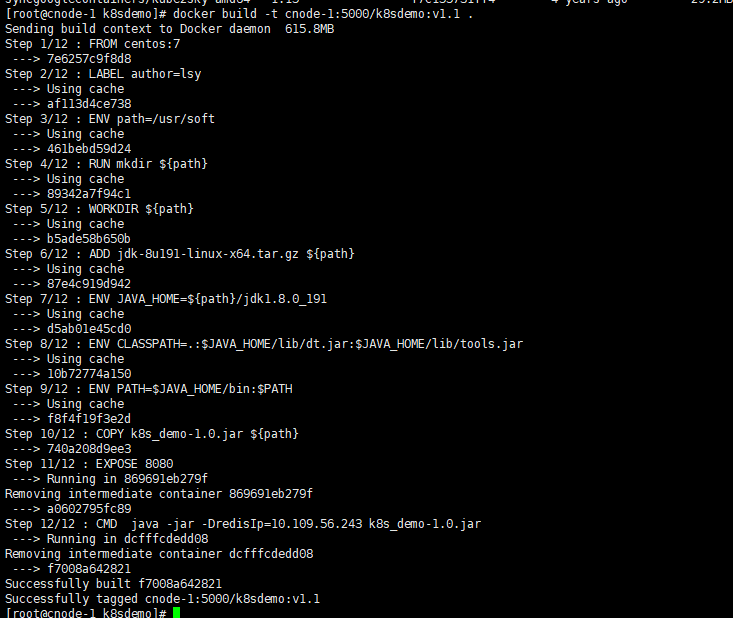 [root@cnode-1 k8sdemo]# docker build -t cnode-1:5000/k8sdemo:v1.1 .
Sending build context to Docker daemon  615.8MB
Step 1/12 : FROM centos:7
 ---> 7e6257c9f8d8
Step 2/12 : LABEL author=lsy
 ---> Using cache
 ---> af113d4ce738
Step 3/12 : ENV path=/usr/soft
 ---> Using cache
 ---> 461bebd59d24
Step 4/12 : RUN mkdir ${path}
 ---> Using cache
 ---> 89342a7f94c1
Step 5/12 : WORKDIR ${path}
 ---> Using cache
 ---> b5ade58b650b
Step 6/12 : ADD jdk-8u191-linux-x64.tar.gz ${path}
 ---> Using cache
 ---> 87e4c919d942
Step 7/12 : ENV JAVA_HOME=${path}/jdk1.8.0_191
 ---> Using cache
 ---> d5ab01e45cd0
Step 8/12 : ENV CLASSPATH=.:$JAVA_HOME/lib/dt.jar:$JAVA_HOME/lib/tools.jar
 ---> Using cache
 ---> 10b72774a150
Step 9/12 : ENV PATH=$JAVA_HOME/bin:$PATH
 ---> Using cache
 ---> f8f4f19f3e2d
Step 10/12 : COPY k8s_demo-1.0.jar ${path}
 ---> 740a208d9ee3
Step 11/12 : EXPOSE 8080
 ---> Running in 869691eb279f
Removing intermediate container 869691eb279f
 ---> a0602795fc89
Step 12/12 : CMD  java -jar -DredisIp=10.109.56.243 k8s_demo-1.0.jar
 ---> Running in dcfffcdedd08
Removing intermediate container dcfffcdedd08
 ---> f7008a642821
Successfully built f7008a642821
Successfully tagged cnode-1:5000/k8sdemo:v1.1
[root@cnode-1 k8sdemo]#